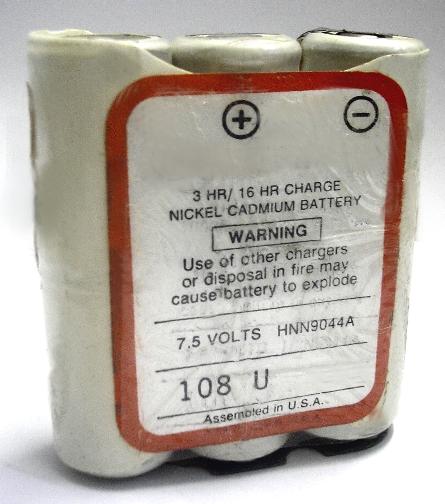 + −
3 HR/ 16 HR CHARGE
NICKEL CADMIUM BATTERY
WARNING
Use of other chargers
or disposal in fire may
cause battery to explode
7.5 VOLTS HNN9044A
108 U
Assembled in U.S.A.